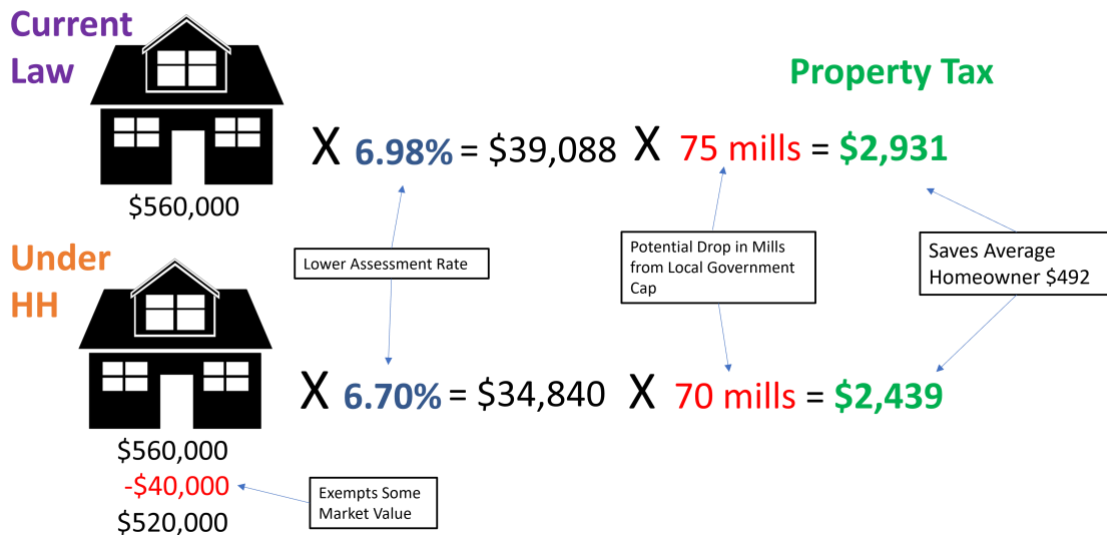 Current
Law
Property Tax
X 6.98% = $39,088 X 75 mills = $2,931
$560,000
Under
HH
Lower Assessment Rate
Potential Drop in Mills
from Local Government
Cap
Saves Average
Homeowner $492
X 6.70% = $34,840 X 70 mills = $2,439
$560,000
-$40,000
$520,000
Exempts Some
Market Value